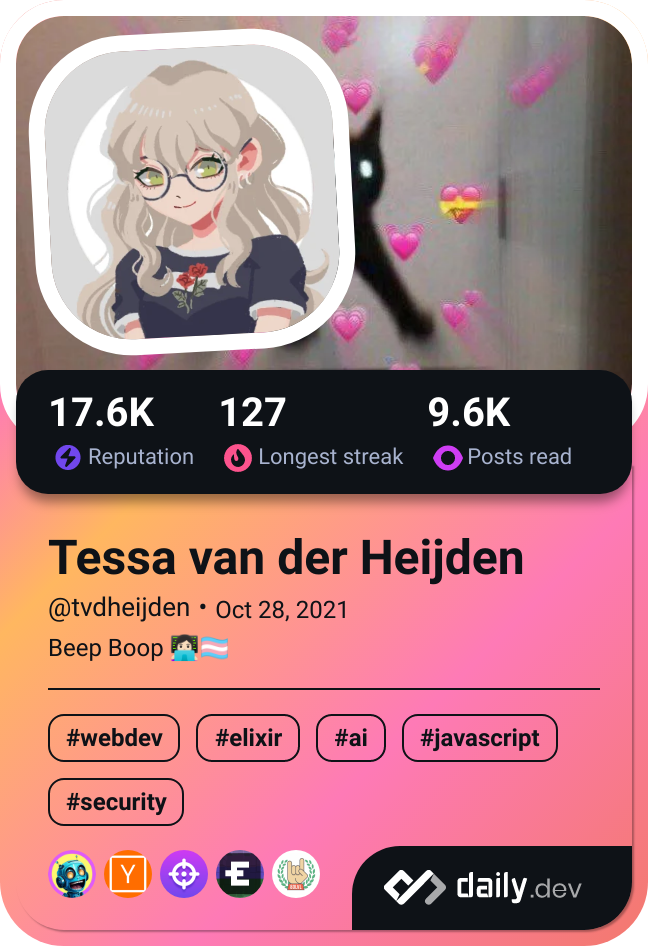 17.6K 127 9.6K
Reputation Longest streak Posts read
Tessa van der Heijden
@tvdheijden • Oct 28, 2021
Beep Boop 👩🏻‍💻🏳️‍⚧️
#webdev #elixir #ai #javascript
#security
Y
daily.dev